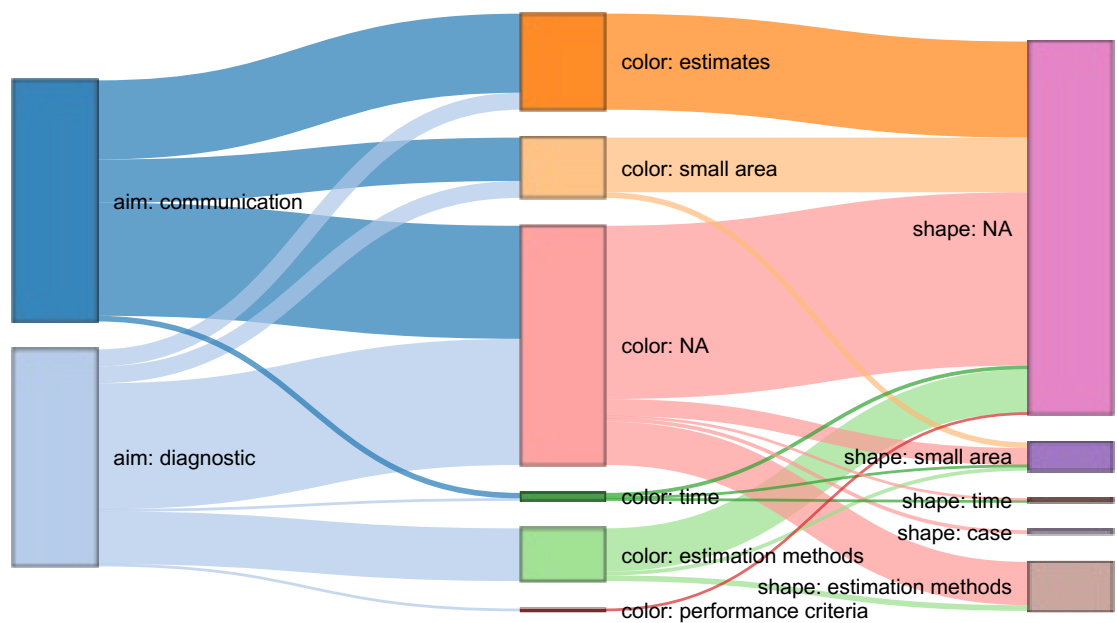 aim: communication
aim: diagnostic
color: estimates
color: small area
color: NA
color: time
color: estimation methods
color: performance criteria
shape: NA
shape: small area
shape: time
shape: case
shape: estimation methods